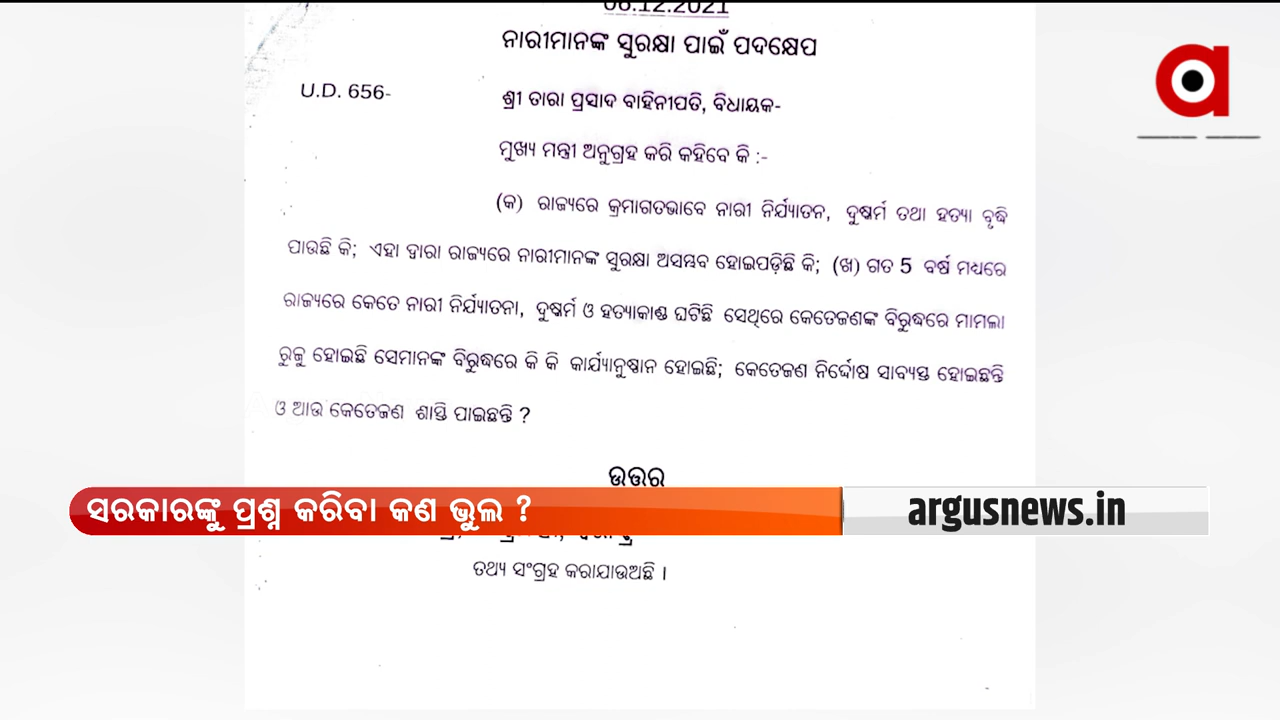 06.12.2021
ନାରୀମାନଙ୍କ ସୁରକ୍ଷା ପାଇଁ ପଦକ୍ଷେପ
U.D. 656- ଶ୍ରୀ ତାରା ପ୍ରସାଦ ବାହିନୀପତି, ବିଧାୟକ-
ମୁଖ୍ୟ ମନ୍ତ୍ରୀ ଅନୁଗ୍ରହ କରି କହିବେ କି :-
(କ) ରାଜ୍ୟରେ କ୍ରମାଗତଭାବେ ନାରୀ ନିର୍ଯ୍ୟାତନ, ଦୁଷ୍କର୍ମ ତଥା ହତ୍ୟା ବୃଦ୍ଧି
ପାଉଛି କି; ଏହା ଦ୍ୱାରା ରାଜ୍ୟରେ ନାରୀମାନଙ୍କ ସୁରକ୍ଷା ଅସମ୍ଭବ ହୋଇପଡ଼ିଛି କି; (ଖ) ଗତ 5 ବର୍ଷ ମଧ୍ୟରେ
ରାଜ୍ୟରେ କେତେ ନାରୀ ନିର୍ଯ୍ୟାତନା, ଦୁଷ୍କର୍ମ ଓ ହତ୍ୟାକାଣ୍ଡ ଘଟିଛି ସେଥିରେ କେତେଜଣଙ୍କ ବିରୁଦ୍ଧରେ ମାମଲା
ରୁଜୁ ହୋଇଛି ସେମାନଙ୍କ ବିରୁଦ୍ଧରେ କି କି କାର୍ଯ୍ୟାନୁଷ୍ଠାନ ହୋଇଛି; କେତେଜଣ ନିର୍ଦ୍ଦୋଷ ସାବ୍ୟସ୍ତ ହୋଇଛନ୍ତି
ଓ ଆଉ କେତେଜଣ ଶାସ୍ତି ପାଇଛନ୍ତି ?
ଉତ୍ତର
ସରକାରଙ୍କୁ ପ୍ରଶ୍ନ କରିବା କଣ ଭୁଲ ?
argusnews.in
ତଥ୍ୟ ସଂଗ୍ରହ କରାଯାଉଅଛି ।